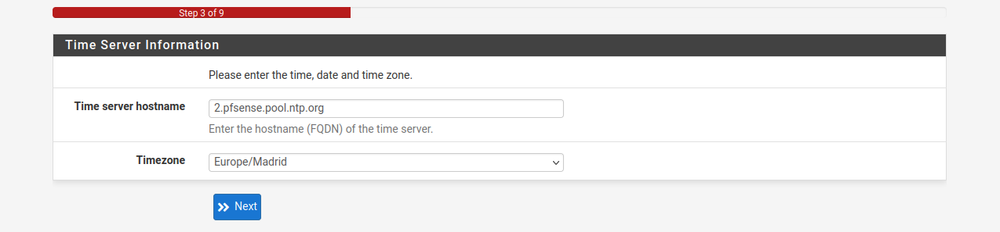 Step 3 of 9
Time Server Information
Please enter the time, date and time zone.
Time server hostname
2.pfsense.pool.ntp.org
Enter the hostname (FQDN) of the time server.
Timezone
Europe/Madrid
Next